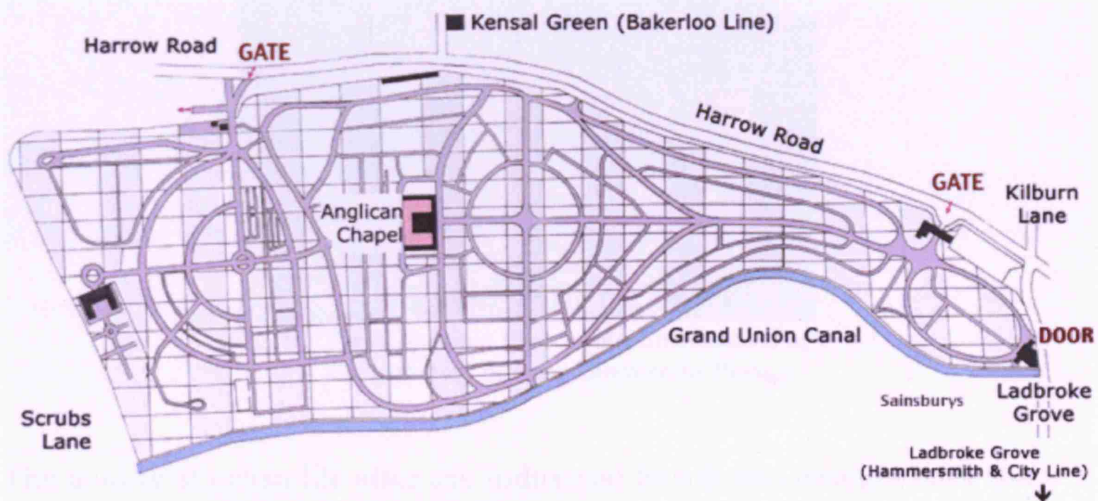 Kensal Green (Bakerloo Line)
Harrow Road
GATE
Harrow Road
GATE
Kilburn
Lane
Anglican
Chapel
Grand Union Canal
DOOR
Sainsburys
Ladbroke
Grove
Scrubs
Lane
Ladbroke Grove
(Hammersmith & City Line)